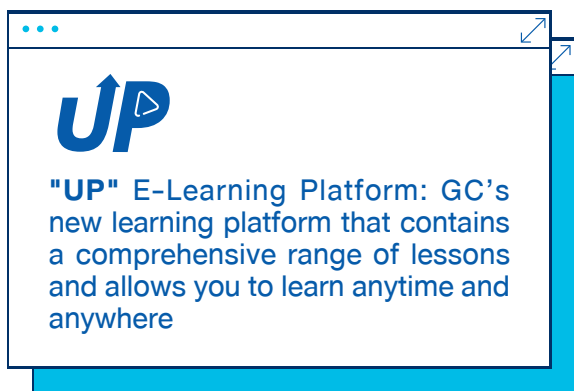 UP
"UP" E-Learning Platform: GC's
new learning platform that contains
a comprehensive range of lessons
and allows you to learn anytime and
anywhere